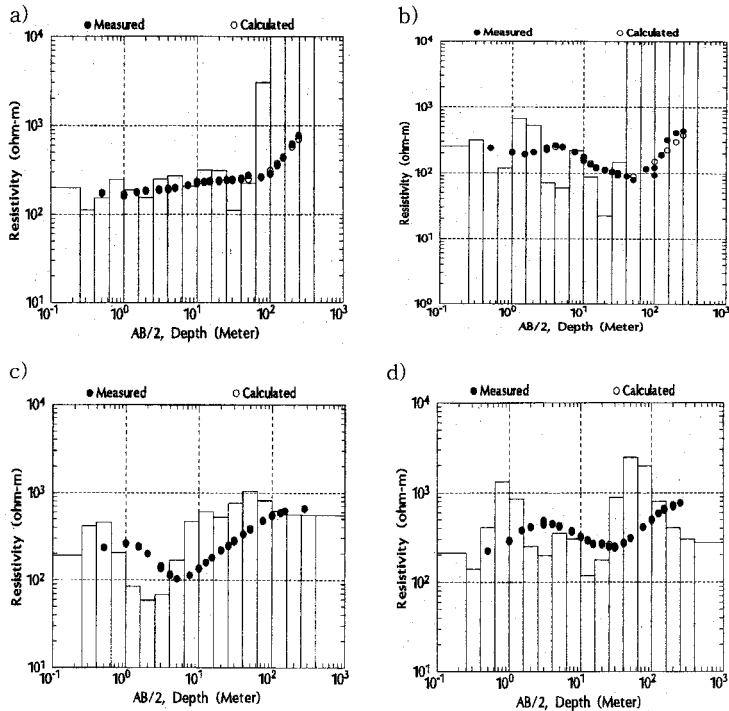 a)
● Measured ○ Calculated
Resistivity (ohm-m)
10⁴
10³
10²
10¹
10⁻¹ 10⁰ 10¹ 10² 10³
AB/2, Depth (Meter)
b)
● Measured ○ Calculated
Resistivity (ohm-m)
10⁴
10³
10²
10¹
10⁰
10⁻¹ 10⁰ 10¹ 10² 10³
AB/2, Depth (Meter)
c)
● Measured ○ Calculated
Resistivity (ohm-m)
10⁴
10³
10²
10¹
10⁻¹ 10⁰ 10¹ 10² 10³
AB/2, Depth (Meter)
d)
● Measured ○ Calculated
Resistivity (ohm-m)
10⁴
10³
10²
10¹
10⁻¹ 10⁰ 10¹ 10² 10³
AB/2, Depth (Meter)